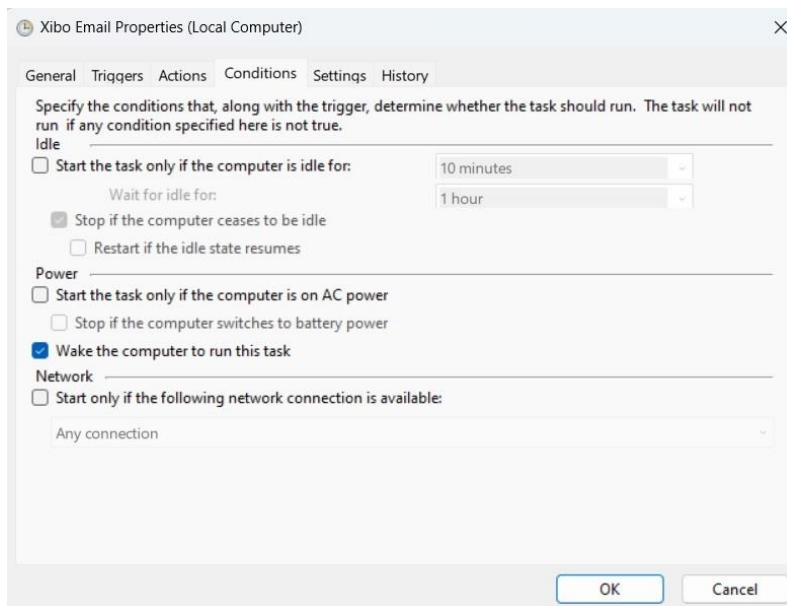 Xibo Email Properties (Local Computer)
General Triggers Actions Conditions Settings History
Specify the conditions that, along with the trigger, determine whether the task should run. The task will not
run if any condition specified here is not true.
Idle
Start the task only if the computer is idle for: 10 minutes
Wait for idle for: 1 hour
Stop if the computer ceases to be idle
Restart if the idle state resumes
Power
Start the task only if the computer is on AC power
Stop if the computer switches to battery power
Wake the computer to run this task
Network
Start only if the following network connection is available:
Any connection
OK Cancel